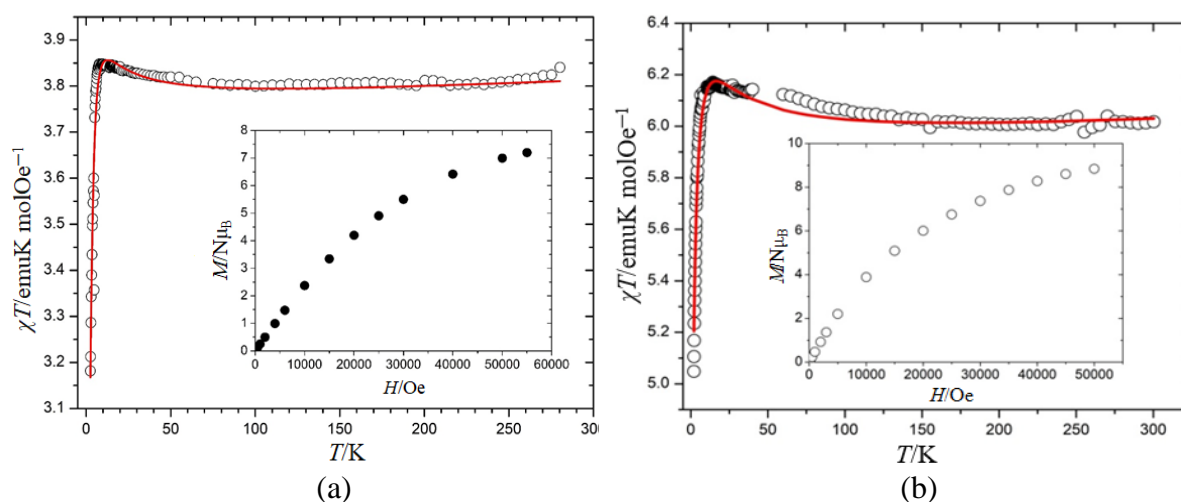 χT/emuK molOe⁻¹
3.9
3.8
3.7
3.6
3.5
3.4
3.3
3.2
3.1
0 50 100 150 200 250 300
T/K
M/Nμ_B
8
7
6
5
4
3
2
1
0
0 10000 20000 30000 40000 50000 60000
H/Oe
(a)
χT/emuK molOe⁻¹
6.4
6.2
6.0
5.8
5.6
5.4
5.2
5.0
0 50 100 150 200 250 300
T/K
M/Nμ_B
10
8
6
4
2
0
0 10000 20000 30000 40000 50000
H/Oe
(b)